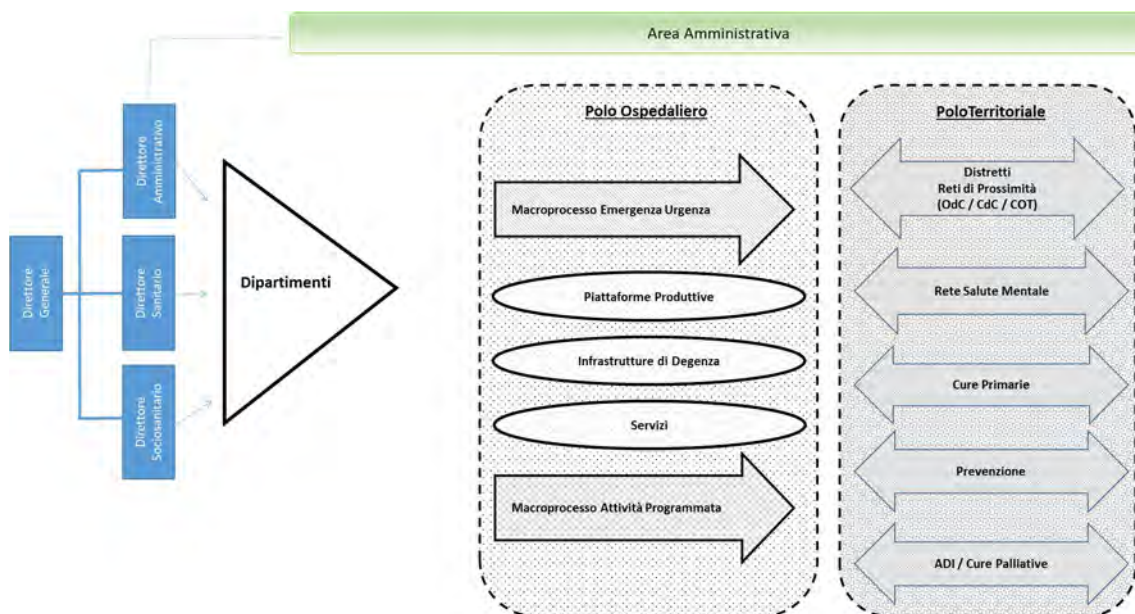 Area Amministrativa
Direttore
Generale
Direttore
Amministrativo
Direttore
Sanitario
Direttore
Sociosanitario
Dipartimenti
Polo Ospedaliero
Macroprocesso Emergenza Urgenza
Piattaforme Produttive
Infrastrutture di Degenza
Servizi
Macroprocesso Attività Programmata
PoloTerritoriale
Distretti
Reti di Prossimità
(OdC / CdC / COT)
Rete Salute Mentale
Cure Primarie
Prevenzione
ADI / Cure Palliative